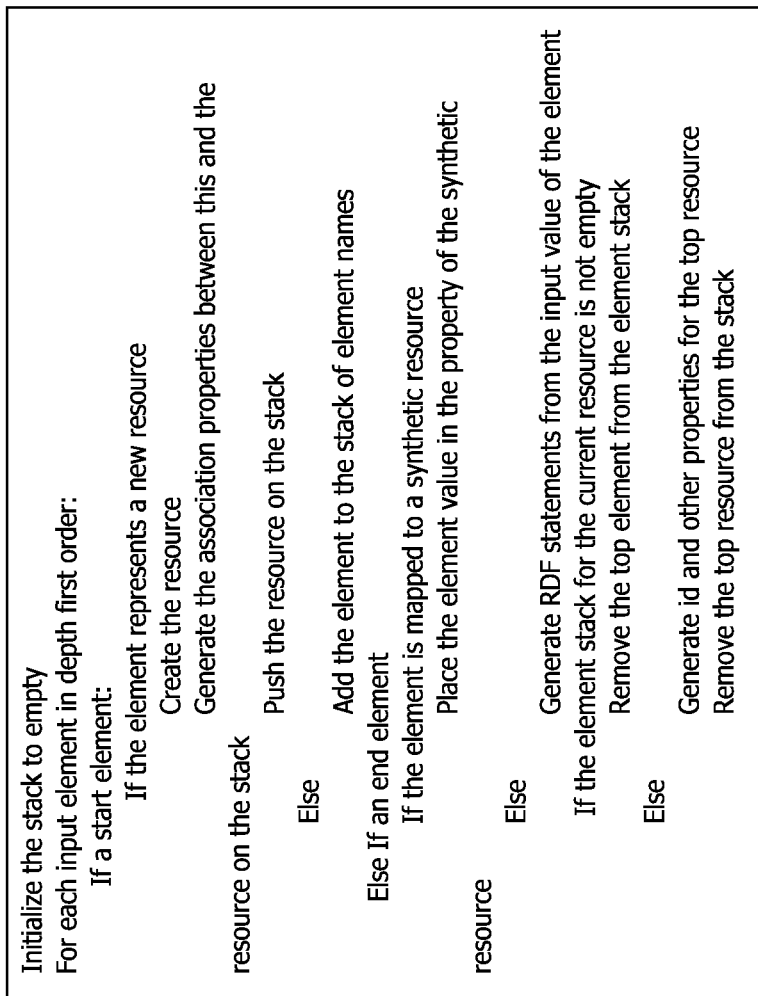 Initialize the stack to empty
For each input element in depth first order:
If a start element:
If the element represents a new resource
Create the resource
Generate the association properties between this and the
resource on the stack
Push the resource on the stack
Else
Add the element to the stack of element names
Else If an end element
If the element is mapped to a synthetic resource
Place the element value in the property of the synthetic
resource
Else
Generate RDF statements from the input value of the element
If the element stack for the current resource is not empty
Remove the top element from the element stack
Else
Generate id and other properties for the top resource
Remove the top resource from the stack